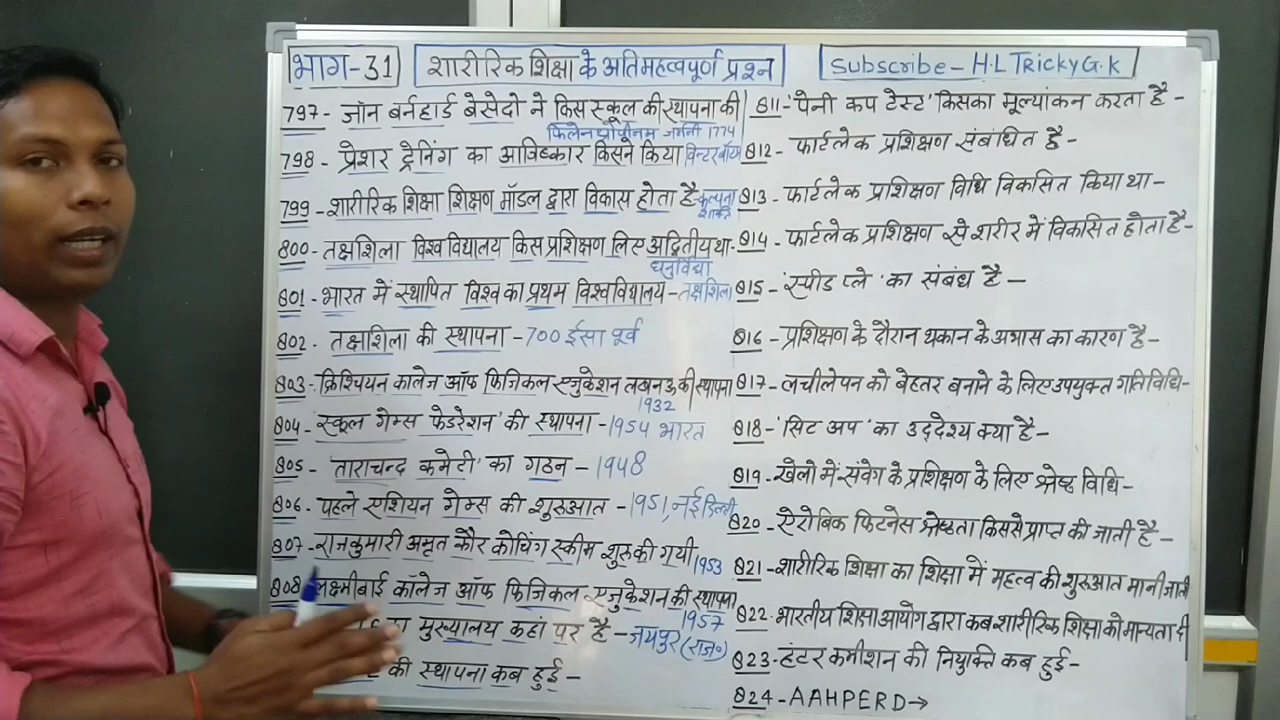 भाग-31
शारीरिक शिक्षा के अतिमहत्वपूर्ण प्रश्न
Subscribe- H.L TRicky G.K
797- जॉन बर्नहार्ड बेसेदो ने किस स्कूल की स्थापना की
जर्मनी 1774
798- प्रेशर ट्रेनिंग का आविष्कार किसने किया
799- शारीरिक शिक्षा शिक्षण मॉडल द्वारा विकास होता है-कल्पना
शक्ति
800- तक्षशिला विश्व विद्यालय किस प्रशिक्षण लिए अद्वितीय था-
धनुर्विद्या
801- भारत में स्थापित विश्व का प्रथम विश्वविद्यालय-तक्षशिला
802- तक्षाशिला की स्थापना-700 ईसा पूर्व
803- क्रिश्चियन कालेज ऑफ फिजिकल एजुकेशन लखनऊ की स्थापना
1932
804- 'स्कूल गेम्स फेडरेशन' की स्थापना-1954 भारत
805- 'ताराचन्द कमेटी' का गठन-1948
806- पहले एशियन गेम्स की शुरुआत-1951, नई दिल्ली
807- राजकुमारी अमृत कौर कोचिंग स्कीम शुरू की गयी 1953
808- लक्ष्मीबाई कॉलेज ऑफ फिजिकल एजुकेशन की स्थापना
1957
मुख्यालय कहां पर है-जयपुर (राज०)
की स्थापना कब हुई-
811- 'पेनी कप टेस्ट' किसका मूल्यांकन करता है-
812- फार्टलेक प्रशिक्षण संबंधित है-
813- फार्टलेक प्रशिक्षण विधि विकसित किया था-
814- फार्टलेक प्रशिक्षण से शरीर में विकसित होता है-
815- 'स्पीड प्ले' का संबंध है-
816- प्रशिक्षण के दौरान थकान के अभास का कारण है-
817- लचीलेपन को बेहतर बनाने के लिए उपयुक्त गतिविधि-
818- 'सिट अप' का उद्देश्य क्या है-
819- खेलो में संवेग के प्रशिक्षण के लिए श्रेष्ठ विधि-
820- ऐरोबिक फिटनेस श्रेष्ठता किससे प्राप्त की जाती है-
821- शारीरिक शिक्षा का शिक्षा में महत्व की शुरुआत मानी जाती
822- भारतीय शिक्षा आयोग द्वारा कब शारीरिक शिक्षा को मान्यता दी
823- हंटर कमीशन की नियुक्ति कब हुई-
824- AAHPERD→